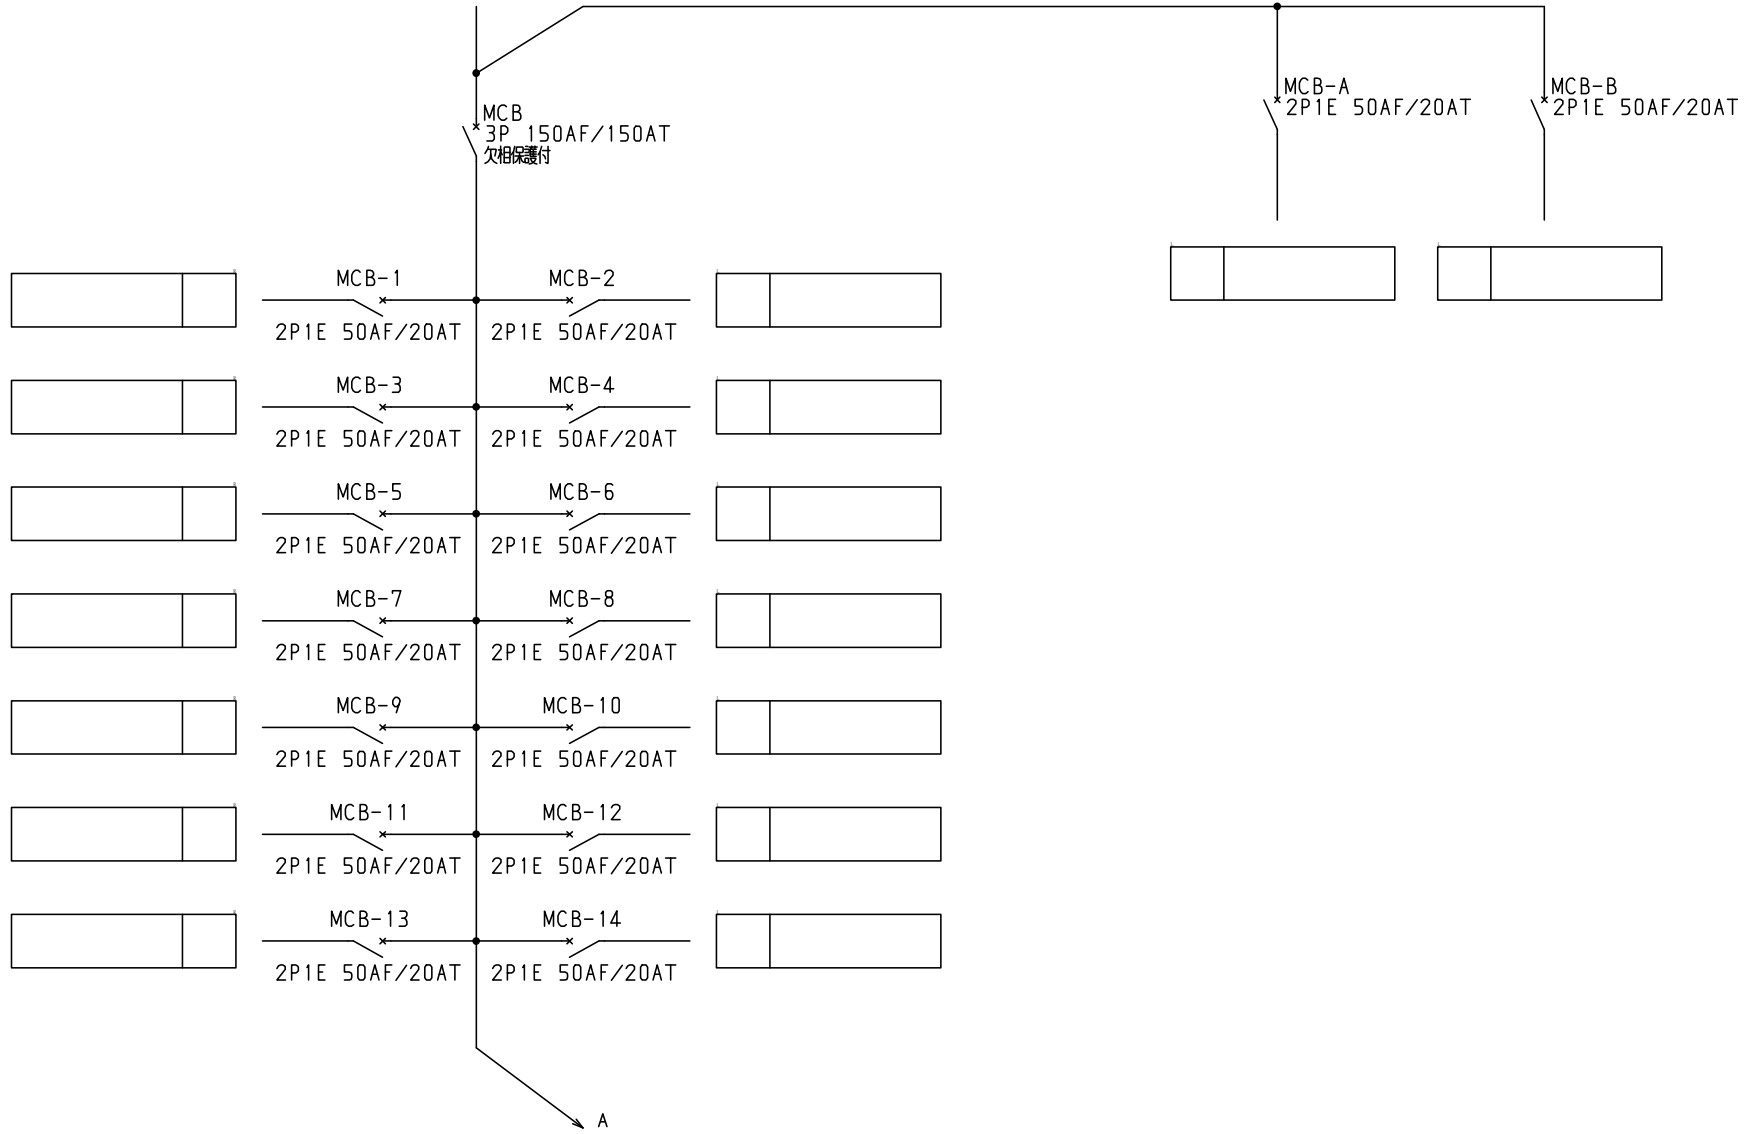 MCB
3P 150AF/150AT
欠相保護付
MCB-A
2P1E 50AF/20AT
MCB-B
2P1E 50AF/20AT
MCB-1
2P1E 50AF/20AT
MCB-2
2P1E 50AF/20AT
MCB-3
2P1E 50AF/20AT
MCB-4
2P1E 50AF/20AT
MCB-5
2P1E 50AF/20AT
MCB-6
2P1E 50AF/20AT
MCB-7
2P1E 50AF/20AT
MCB-8
2P1E 50AF/20AT
MCB-9
2P1E 50AF/20AT
MCB-10
2P1E 50AF/20AT
MCB-11
2P1E 50AF/20AT
MCB-12
2P1E 50AF/20AT
MCB-13
2P1E 50AF/20AT
MCB-14
2P1E 50AF/20AT
A